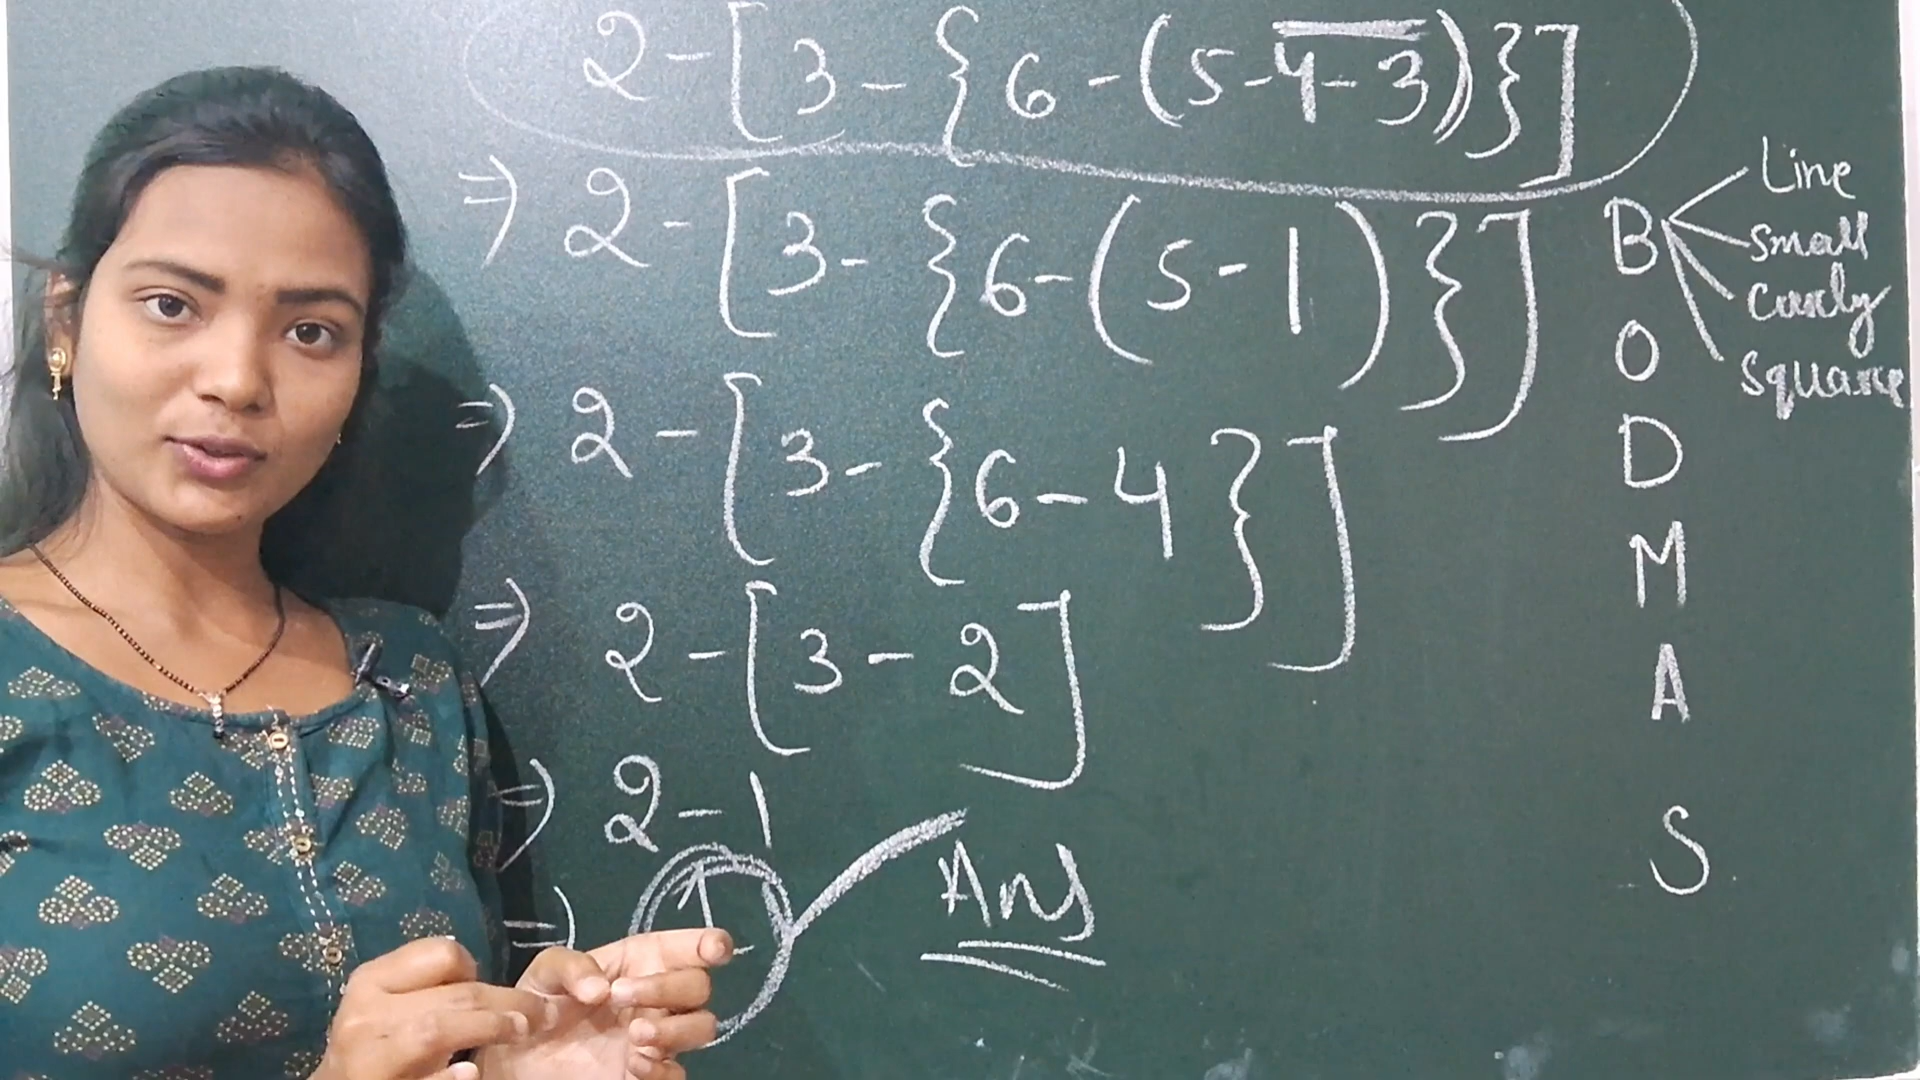 2-[3-{6-(5-4̅-̅3̅)}]
⇒ 2-[3-{6-(5-1)}]
⇒ 2-[3-{6-4}]
⇒ 2-[3-2]
⇒ 2-1
⇒ 1 Ans
B
O
D
M
A
S
Line
Small
Curly
Square